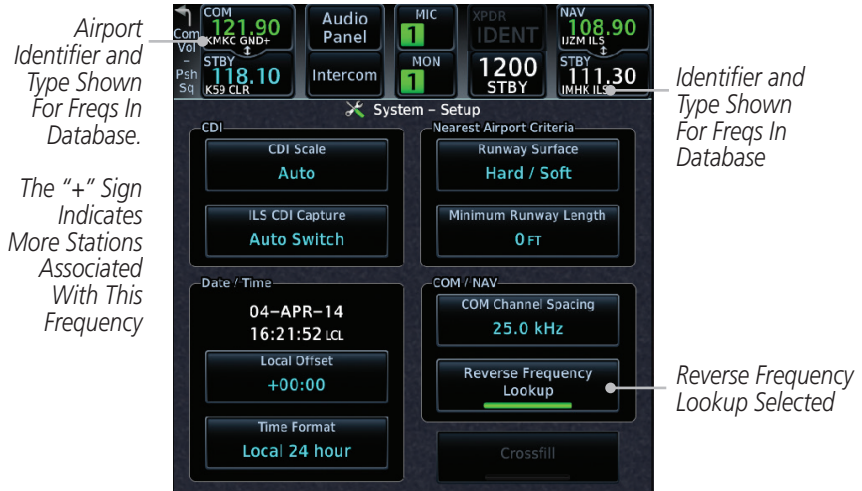 Airport
Identifier and
Type Shown
For Freqs In
Database.
The “+” Sign
Indicates
More Stations
Associated
With This
Frequency
Com
Vol
–
Psh
Sq
COM
121.90
KMKC GND+
STBY
118.10
K59 CLR
Audio
Panel
Intercom
MIC
1
MON
1
XPDR
IDENT
1200
STBY
NAV
108.90
IJZM ILS
STBY
111.30
IMHK ILS
System – Setup
CDI
CDI Scale
Auto
ILS CDI Capture
Auto Switch
Nearest Airport Criteria
Runway Surface
Hard / Soft
Minimum Runway Length
0FT
Date / Time
04–APR–14
16:21:52 LCL
Local Offset
+00:00
Time Format
Local 24 hour
COM / NAV
COM Channel Spacing
25.0 kHz
Reverse Frequency
Lookup
Crossfill
Identifier and
Type Shown
For Freqs In
Database
Reverse Frequency
Lookup Selected